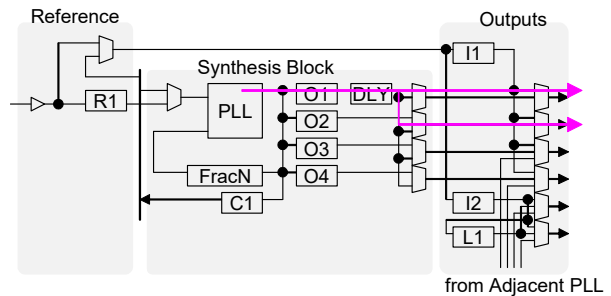 Reference
Outputs
I1
Synthesis Block
R1
PLL
O1
DLY
O2
O3
FracN
O4
C1
I2
L1
from Adjacent PLL